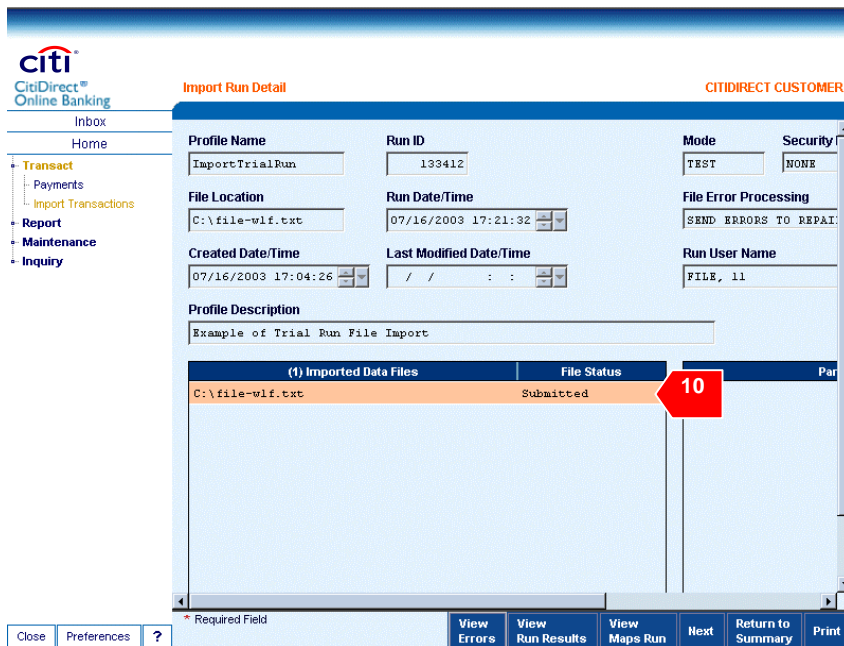 citi
CitiDirect®
Online Banking
Import Run Detail
CITIDIRECT CUSTOMER
Inbox
Home
Transact
Payments
Import Transactions
Report
Maintenance
Inquiry
Profile Name
Run ID
Mode
Security
ImportTrialRun
133412
TEST
NONE
File Location
Run Date/Time
File Error Processing
C:\file-wlf.txt
07/16/2003 17:21:32
SEND ERRORS TO REPAI
Created Date/Time
Last Modified Date/Time
Run User Name
07/16/2003 17:04:26
/ / : :
FILE, 11
Profile Description
Example of Trial Run File Import
(1) Imported Data Files
File Status
Par
C:\file-wlf.txt
Submitted
10
* Required Field
Close
Preferences
?
View Errors
View Run Results
View Maps Run
Next
Return to Summary
Print